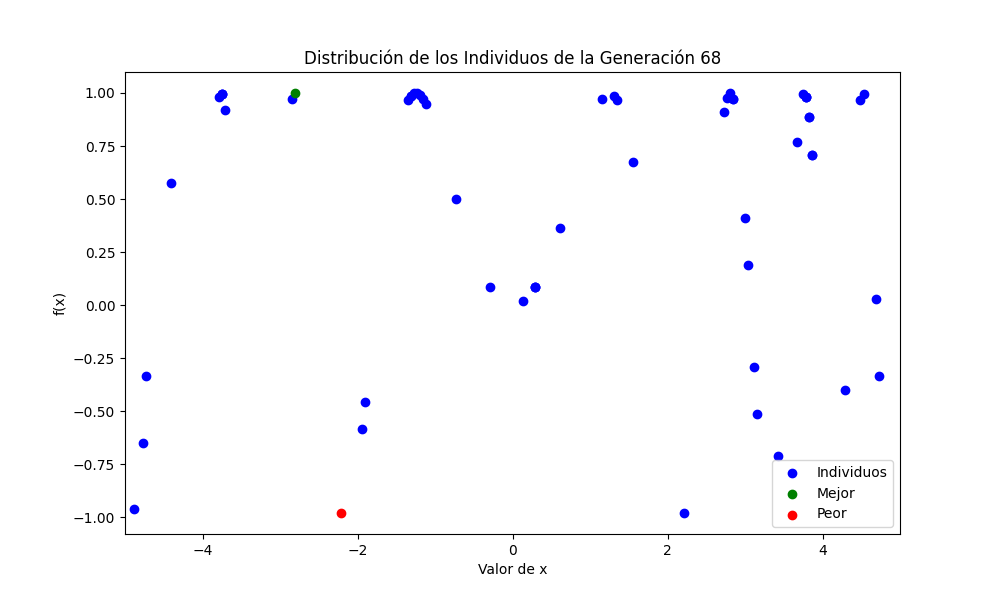 Distribución de los Individuos de la Generación 68
1.00
0.75
0.50
0.25
0.00
−0.25
−0.50
−0.75
−1.00
f(x)
−4
−2
0
2
4
Valor de x
Individuos
Mejor
Peor